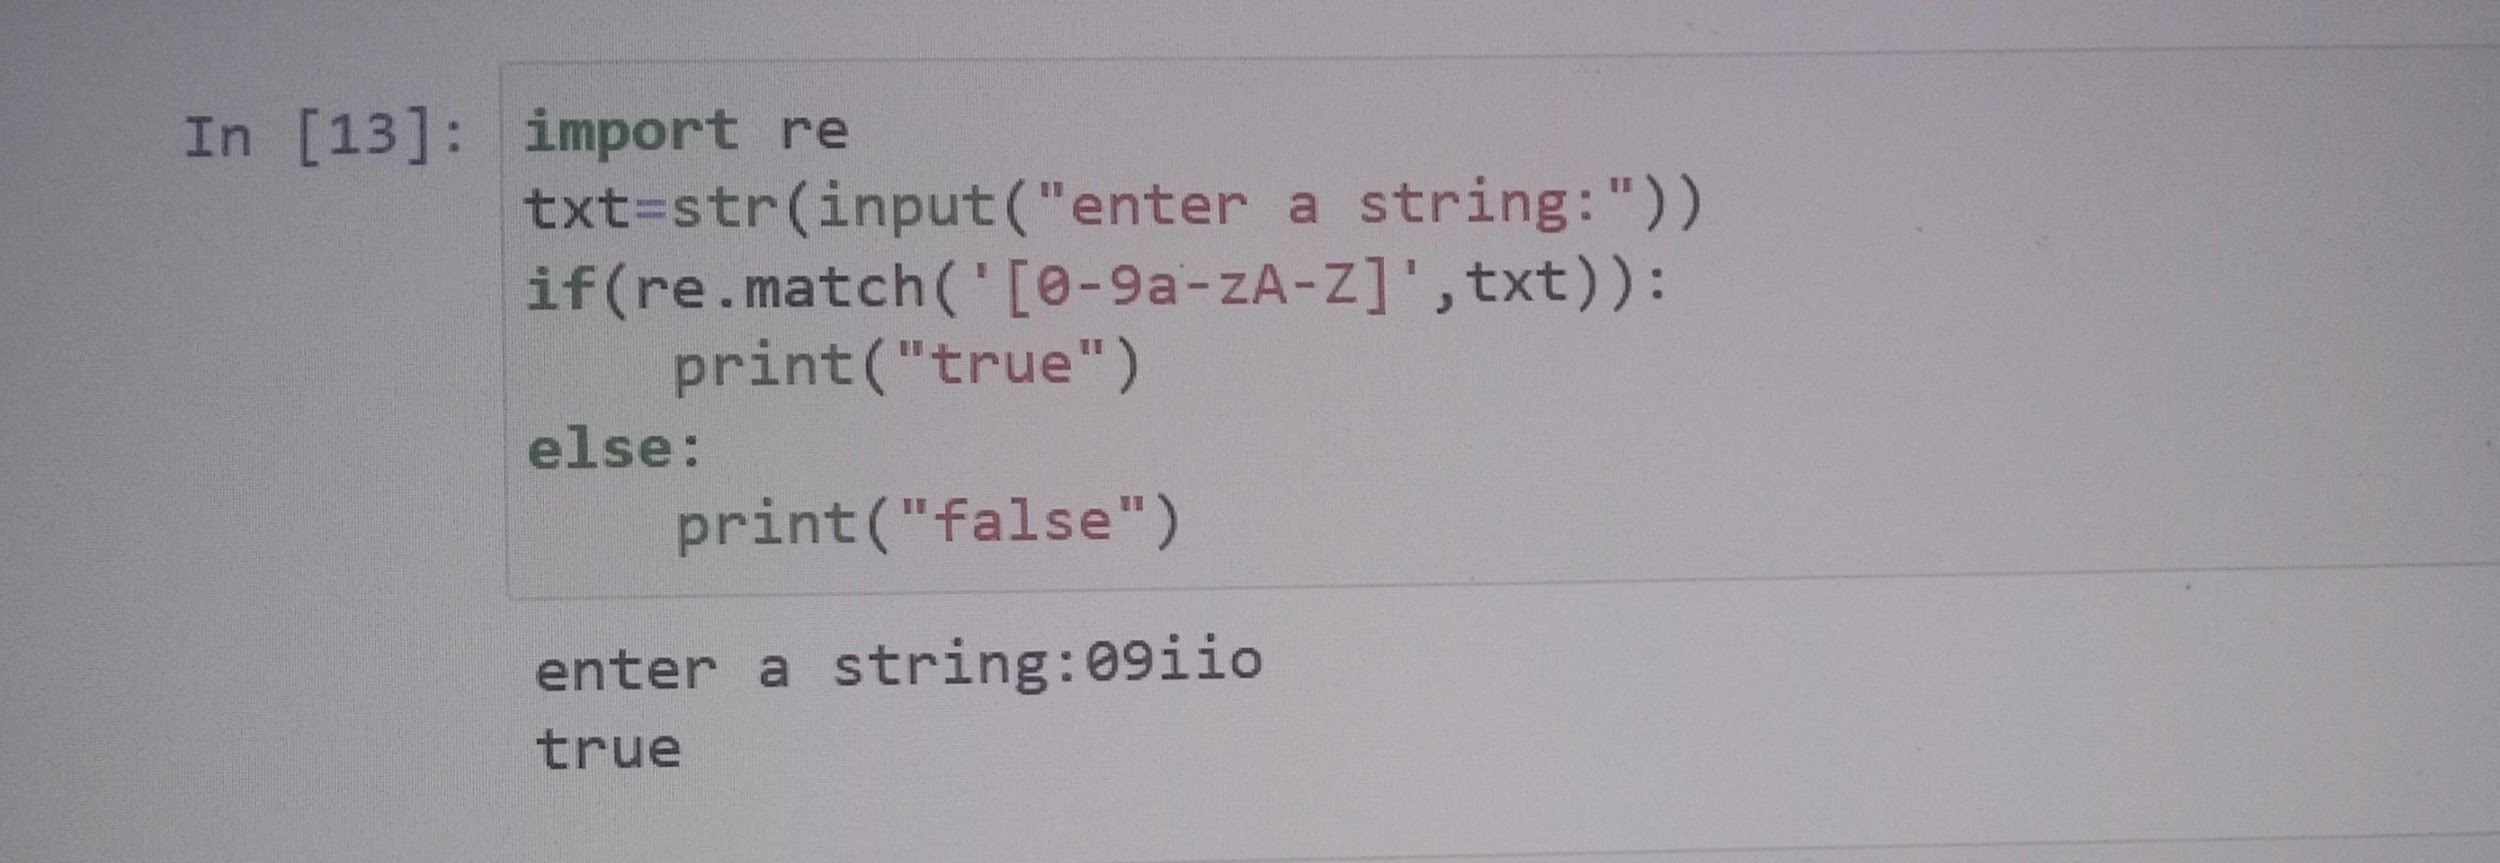 In [13]: import re
txt=str(input("enter a string:"))
if(re.match('[0-9a-zA-Z]',txt)):
    print("true")
else:
    print("false")
enter a string:09iio
true